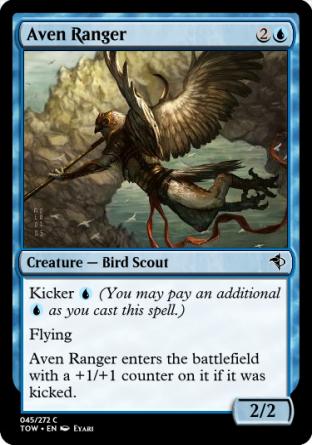 Aven Ranger 2
Creature — Bird Scout
Kicker (You may pay an additional
as you cast this spell.)
Flying
Aven Ranger enters the battlefield
with a +1/+1 counter on it if it was
kicked.
2/2
045/272 C
TOW • EN Eyari